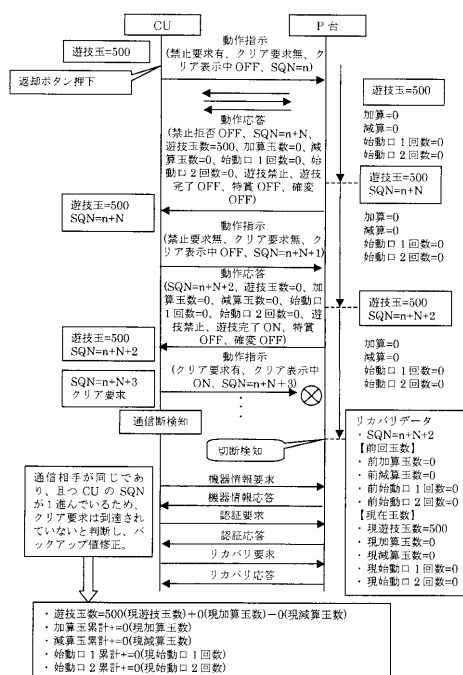 CU
P台
遊技玉=500
動作指示
(禁止要求有、クリア要求無、ク
リア表示中 OFF、SQN=n)
返却ボタン押下
遊技玉=500
加算=0
減算=0
始動口1回数=0
始動口2回数=0
動作応答
(禁止拒否 OFF、SQN=n+N、
遊技玉数=500、加算玉数=0、減
算玉数=0、始動口1回数=0、始
動口2回数=0、遊技禁止、遊技
完了 OFF、特賞 OFF、確変
OFF)
遊技玉=500
SQN=n+N
遊技玉=500
SQN=n+N
加算=0
減算=0
始動口1回数=0
始動口2回数=0
動作指示
(禁止要求無、クリア要求無、ク
リア表示中 OFF、SQN=n+N+1)
動作応答
(SQN=n+N+2、遊技玉数=0、加
算玉数=0、減算玉数=0、始動口
1回数=0、始動口2回数=0、遊
技禁止、遊技完了 ON、特賞
OFF、確変 OFF)
遊技玉=500
SQN=n+N+2
遊技玉=500
SQN=n+N+2
加算=0
減算=0
始動口1回数=0
始動口2回数=0
動作指示
(クリア要求有、クリア表示中
ON、SQN=n+N+3)
SQN=n+N+3
クリア要求
通信断検知
切断検知
リカバリデータ
・SQN=n+N+2
【前回玉数】
・前加算玉数=0
・前減算玉数=0
・前始動口1回数=0
・前始動口2回数=0
【現在玉数】
・現遊技玉数=500
・現加算玉数=0
・現減算玉数=0
・現始動口1回数=0
・現始動口2回数=0
通信相手が同じであ
り、且つ CU の SQN
が1進んでいるため、
クリア要求は到達され
ていないと判断し、バ
ックアップ値修正。
機器情報要求
機器情報応答
認証要求
認証応答
リカバリ要求
リカバリ応答
・遊技玉数=500(現遊技玉数)+0(現加算玉数)−0(現減算玉数)
・加算玉累計+=0(現加算玉数)
・減算玉累計+=0(現減算玉数)
・始動口1累計+=0(現始動口1回数)
・始動口2累計+=0(現始動口2回数)